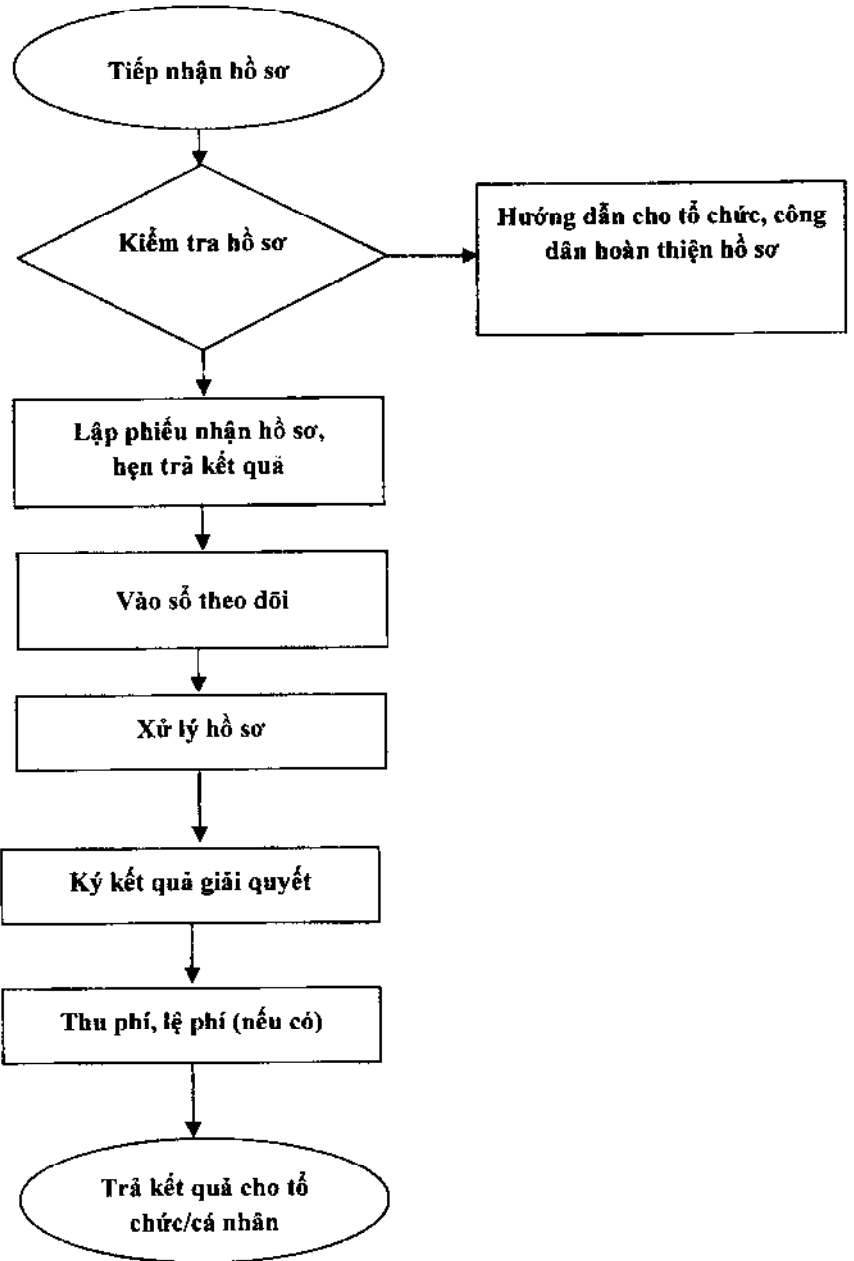 Tiếp nhận hồ sơ
Kiểm tra hồ sơ
Hướng dẫn cho tổ chức, công
dân hoàn thiện hồ sơ
Lập phiếu nhận hồ sơ,
hẹn trả kết quả
Vào sổ theo dõi
Xử lý hồ sơ
Ký kết quả giải quyết
Thu phí, lệ phí (nếu có)
Trả kết quả cho tổ
chức/cá nhân